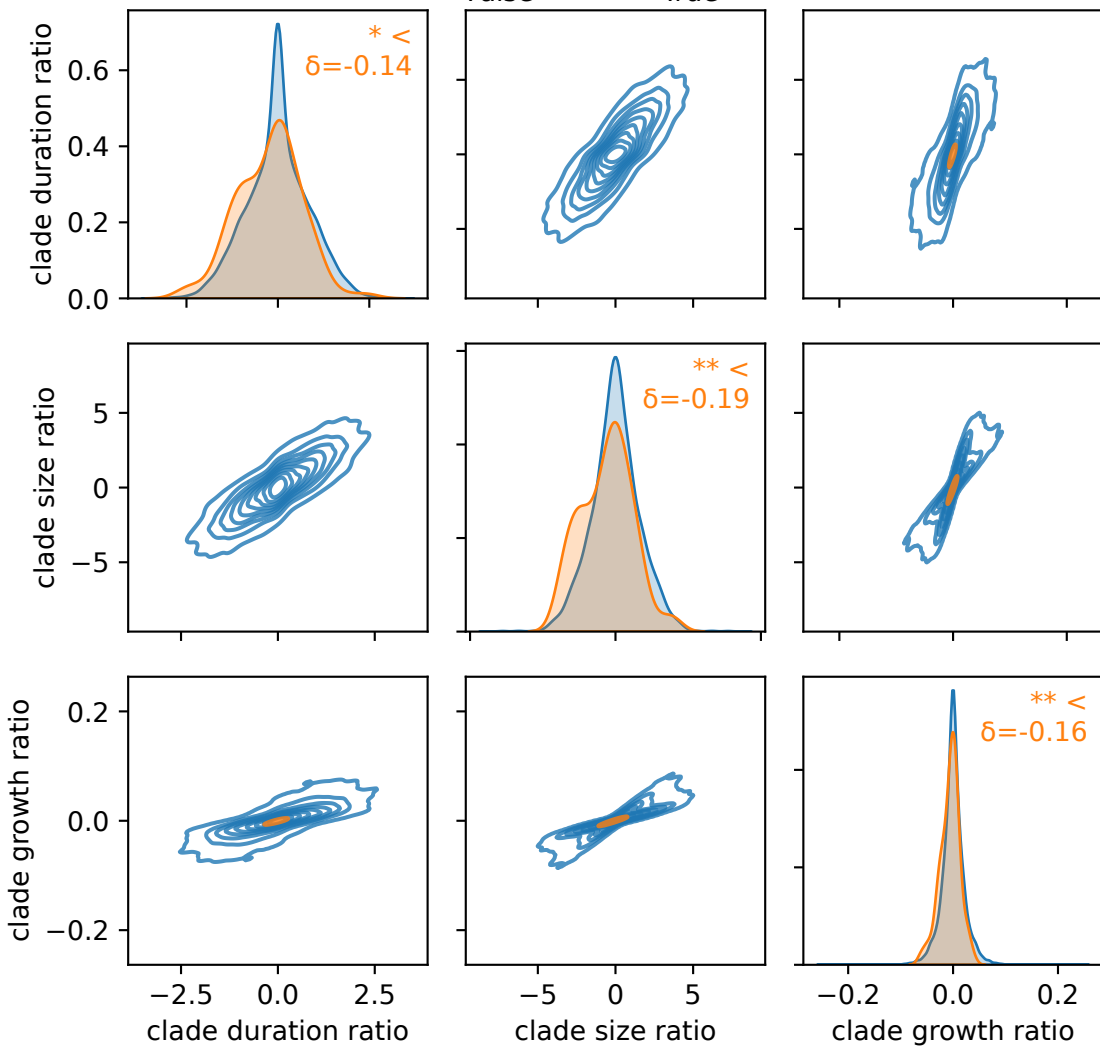 clade duration ratio
0.6
0.4
0.2
0.0
* <
δ=-0.14
clade size ratio
5
0
−5
** <
δ=-0.19
clade growth ratio
0.2
0.0
−0.2
** <
δ=-0.16
−2.5 0.0 2.5
clade duration ratio
−5 0 5
clade size ratio
−0.2 0.0 0.2
clade growth ratio